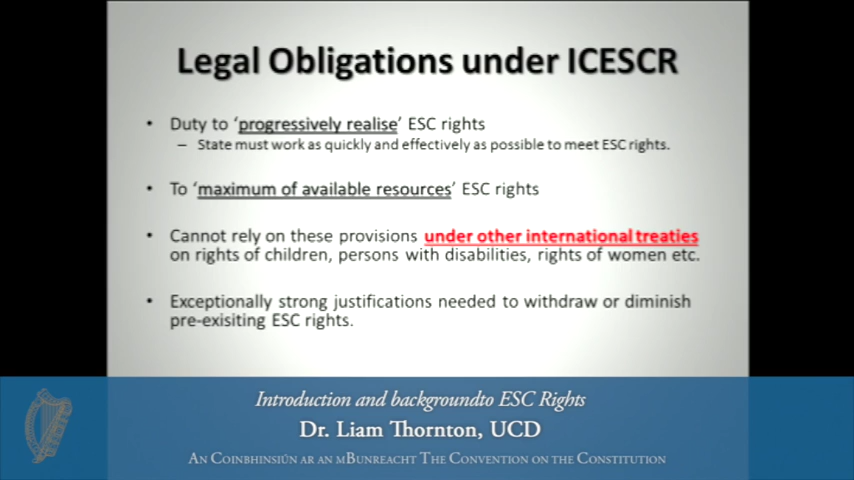 Legal Obligations under ICESCR
• Duty to ‘progressively realise’ ESC rights
– State must work as quickly and effectively as possible to meet ESC rights.
• To ‘maximum of available resources’ ESC rights
• Cannot rely on these provisions under other international treaties
on rights of children, persons with disabilities, rights of women etc.
• Exceptionally strong justifications needed to withdraw or diminish
pre-exisiting ESC rights.
Introduction and backgroundto ESC Rights
Dr. Liam Thornton, UCD
An Coinbhinsiún ar an mBunreacht The Convention on the Constitution